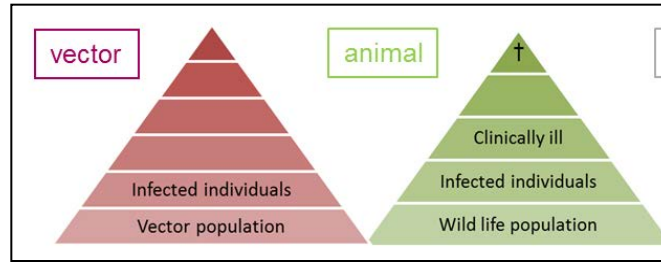 vector
animal
†
Clinically ill
Infected individuals
Infected individuals
Vector population
Wild life population